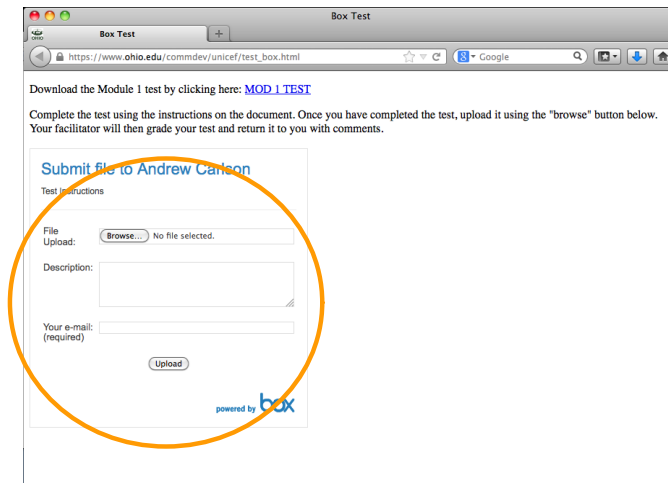 Box Test
OHIO
Box Test
+
https://www.ohio.edu/commdev/unicef/test_box.html
8
Google
Download the Module 1 test by clicking here: MOD 1 TEST
Complete the test using the instructions on the document. Once you have completed the test, upload it using the "browse" button below.
Your facilitator will then grade your test and return it to you with comments.
Submit file to Andrew Carlson
Test Instructions
File
Upload:
Browse... No file selected.
Description:
Your e-mail:
(required)
Upload
powered by box